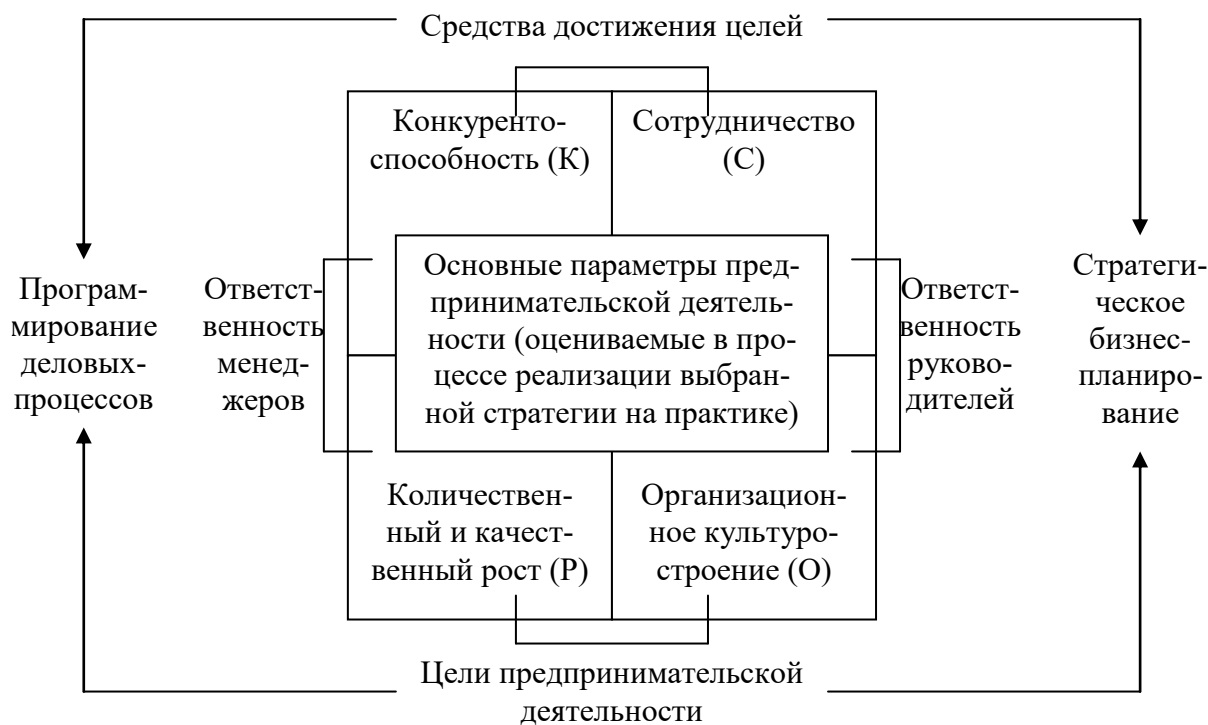 Средства достижения целей
Конкуренто-
способность (К)
Сотрудничество
(С)
Програм-
мирование
деловых-
процессов
Ответст-
венность
менед-
жеров
Основные параметры пред-
принимательской деятель-
ности (оцениваемые в про-
цессе реализации выбран-
ной стратегии на практике)
Ответст-
венность
руково-
дителей
Стратеги-
ческое
бизнес-
планиро-
вание
Количествен-
ный и качест-
венный рост (Р)
Организацион-
ное культуро-
строение (О)
Цели предпринимательской
деятельности